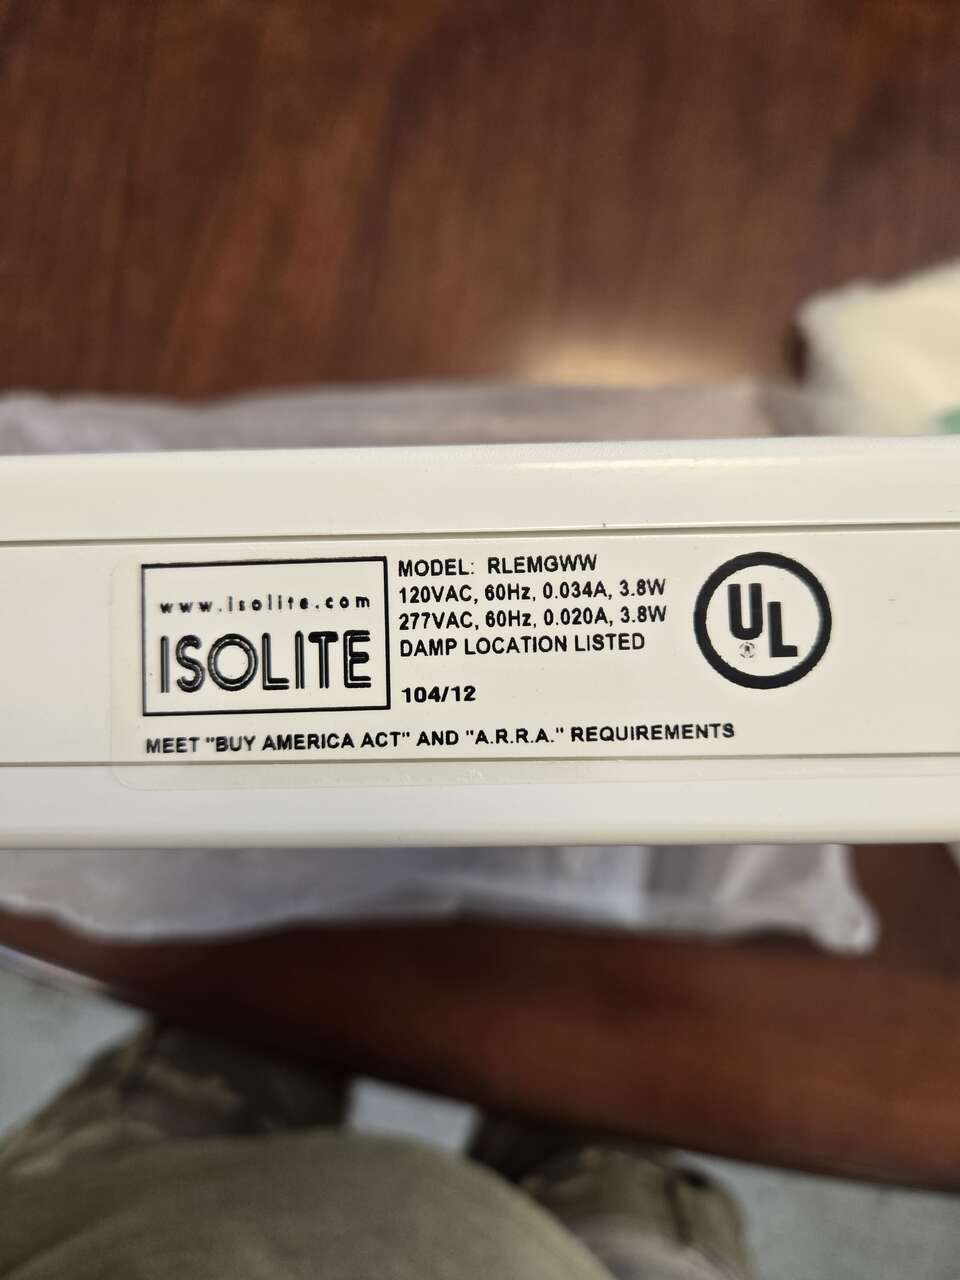 www.isolite.com
ISOLITE
MODEL: RLEMGWW
120VAC, 60Hz, 0.034A, 3.8W
277VAC, 60Hz, 0.020A, 3.8W
DAMP LOCATION LISTED
104/12
UL
MEET "BUY AMERICA ACT" AND "A.R.R.A." REQUIREMENTS